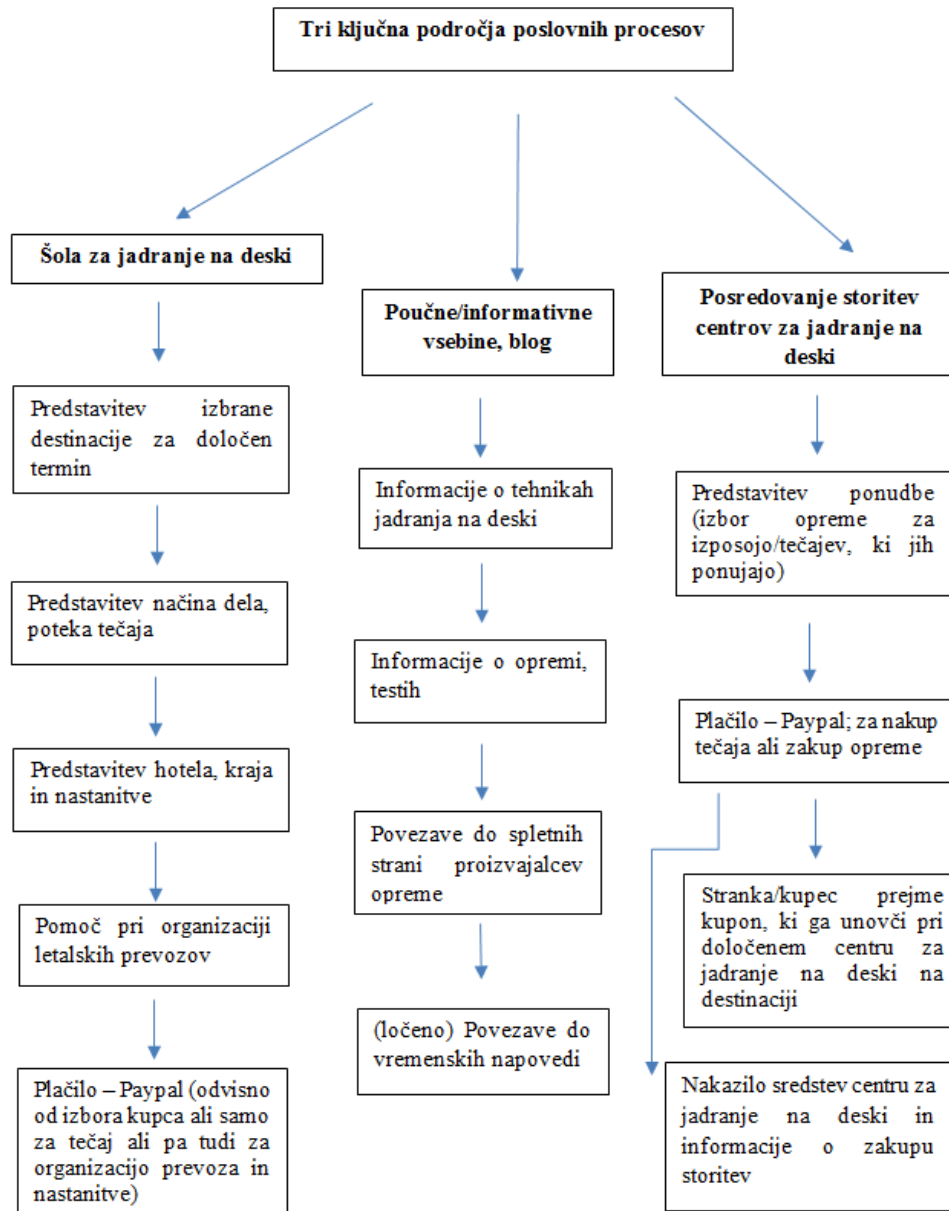 Tri ključna področja poslovnih procesov
Šola za jadranje na deski
Predstavitev izbrane
destinacije za določen
termin
Predstavitev načina dela,
poteka tečaja
Predstavitev hotela, kraja
in nastanitve
Pomoč pri organizaciji
letalskih prevozov
Plačilo – Paypal (odvisno
od izbora kupca ali samo
za tečaj ali pa tudi za
organizacijo prevoza in
nastanitve)
Poučne/informativne
vsebine, blog
Informacije o tehnikah
jadranja na deski
Informacije o opremi,
testih
Povezave do spletnih
strani proizvajalcev
opreme
(ločeno) Povezave do
vremenskih napovedi
Posredovanje storitev
centrov za jadranje na
deski
Predstavitev ponudbe
(izbor opreme za
izposojo/tečajev, ki jih
ponujajo)
Plačilo – Paypal; za nakup
tečaja ali zakup opreme
Stranka/kupec prejme
kupon, ki ga unovči pri
določenem centru za
jadranje na deski na
destinaciji
Nakazilo sredstev centru za
jadranje na deski in
informacije o zakupu
storitev